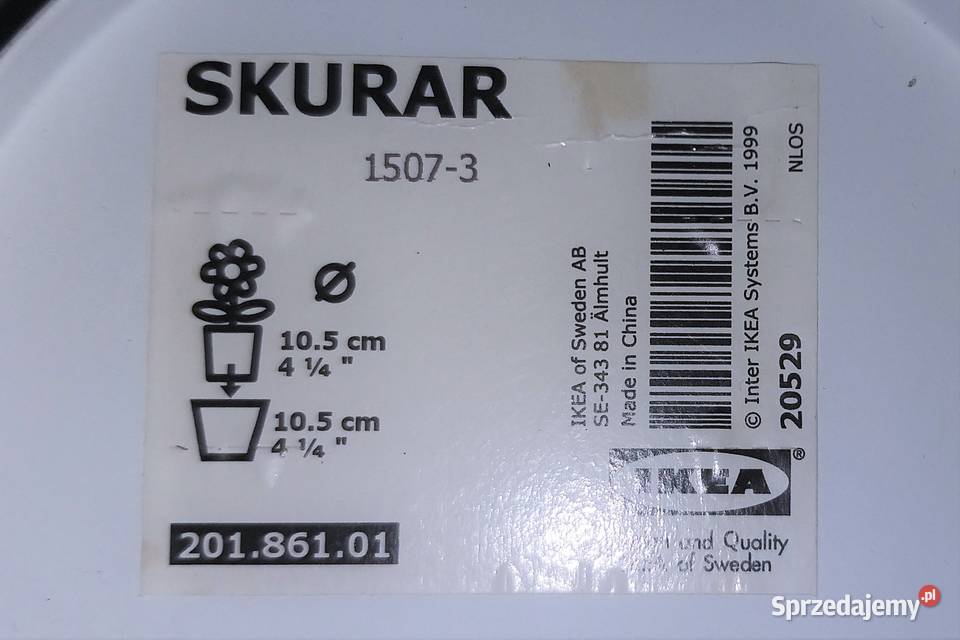 SKURAR
1507-3
Ø
10.5 cm
4 ¼ "
10.5 cm
4 ¼ "
201.861.01
IKEA of Sweden AB
SE-343 81 Älmhult
Made in China
© Inter IKEA Systems B.V. 1999
20529
NLOS
IKEA®
and Quality
of Sweden
Sprzedajemy.pl